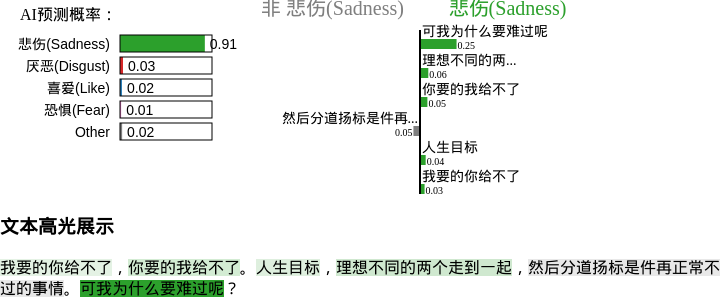 AI预测概率：
悲伤(Sadness) 0.91
厌恶(Disgust) 0.03
喜爱(Like) 0.02
恐惧(Fear) 0.01
Other 0.02
非 悲伤(Sadness) 悲伤(Sadness)
可我为什么要难过呢
0.25
理想不同的两...
0.06
你要的我给不了
0.05
然后分道扬标是件再...
0.05
人生目标
0.04
我要的你给不了
0.03
文本高光展示
我要的你给不了，你要的我给不了。人生目标，理想不同的两个走到一起，然后分道扬标是件再正常不
过的事情。可我为什么要难过呢？